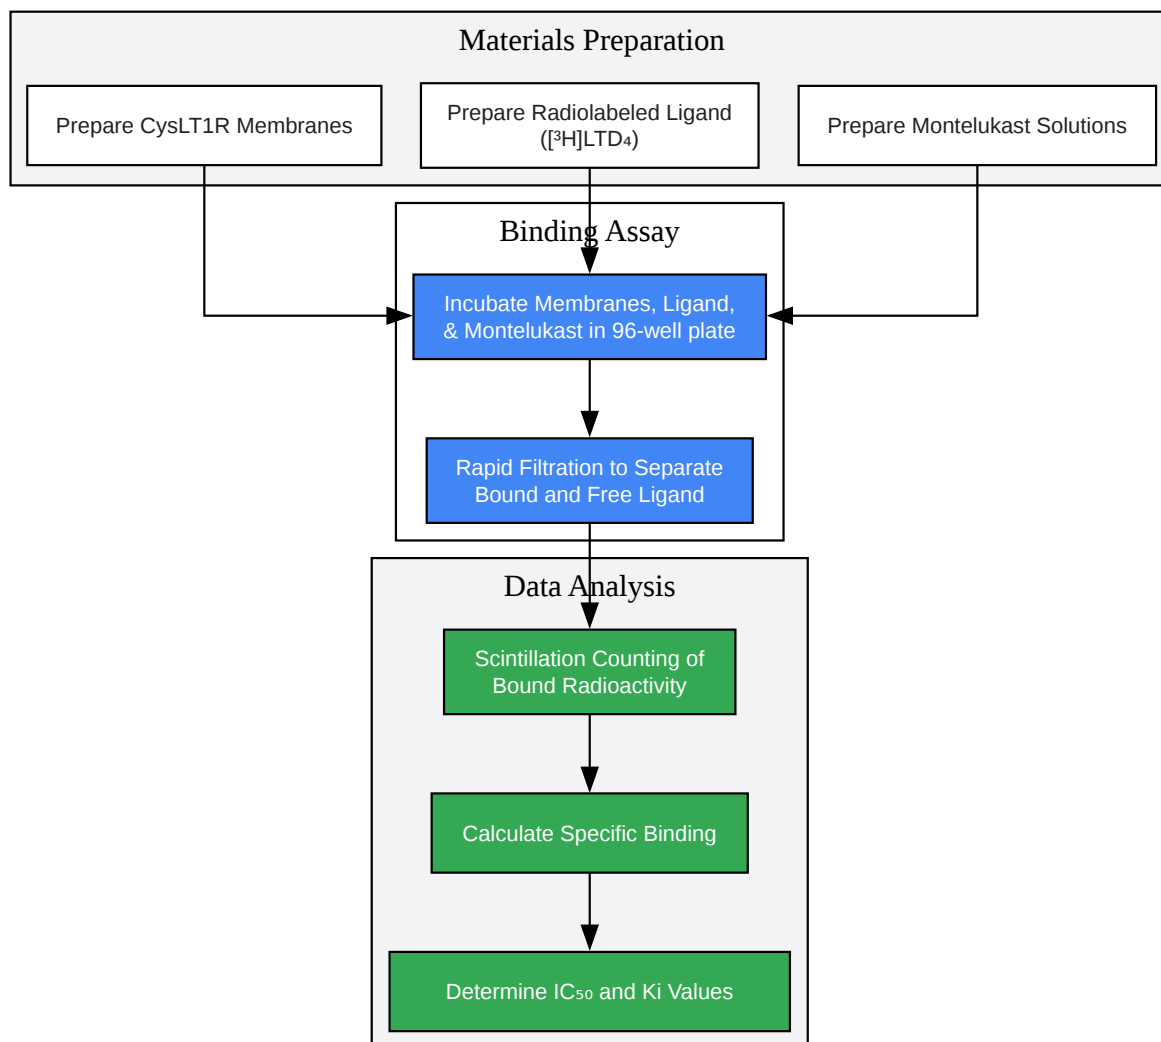 Materials Preparation
Prepare CysLT1R Membranes
Prepare Radiolabeled Ligand
([³H]LTD₄)
Prepare Montelukast Solutions
Binding Assay
Incubate Membranes, Ligand,
& Montelukast in 96-well plate
Rapid Filtration to Separate
Bound and Free Ligand
Data Analysis
Scintillation Counting of
Bound Radioactivity
Calculate Specific Binding
Determine IC₅₀ and Ki Values